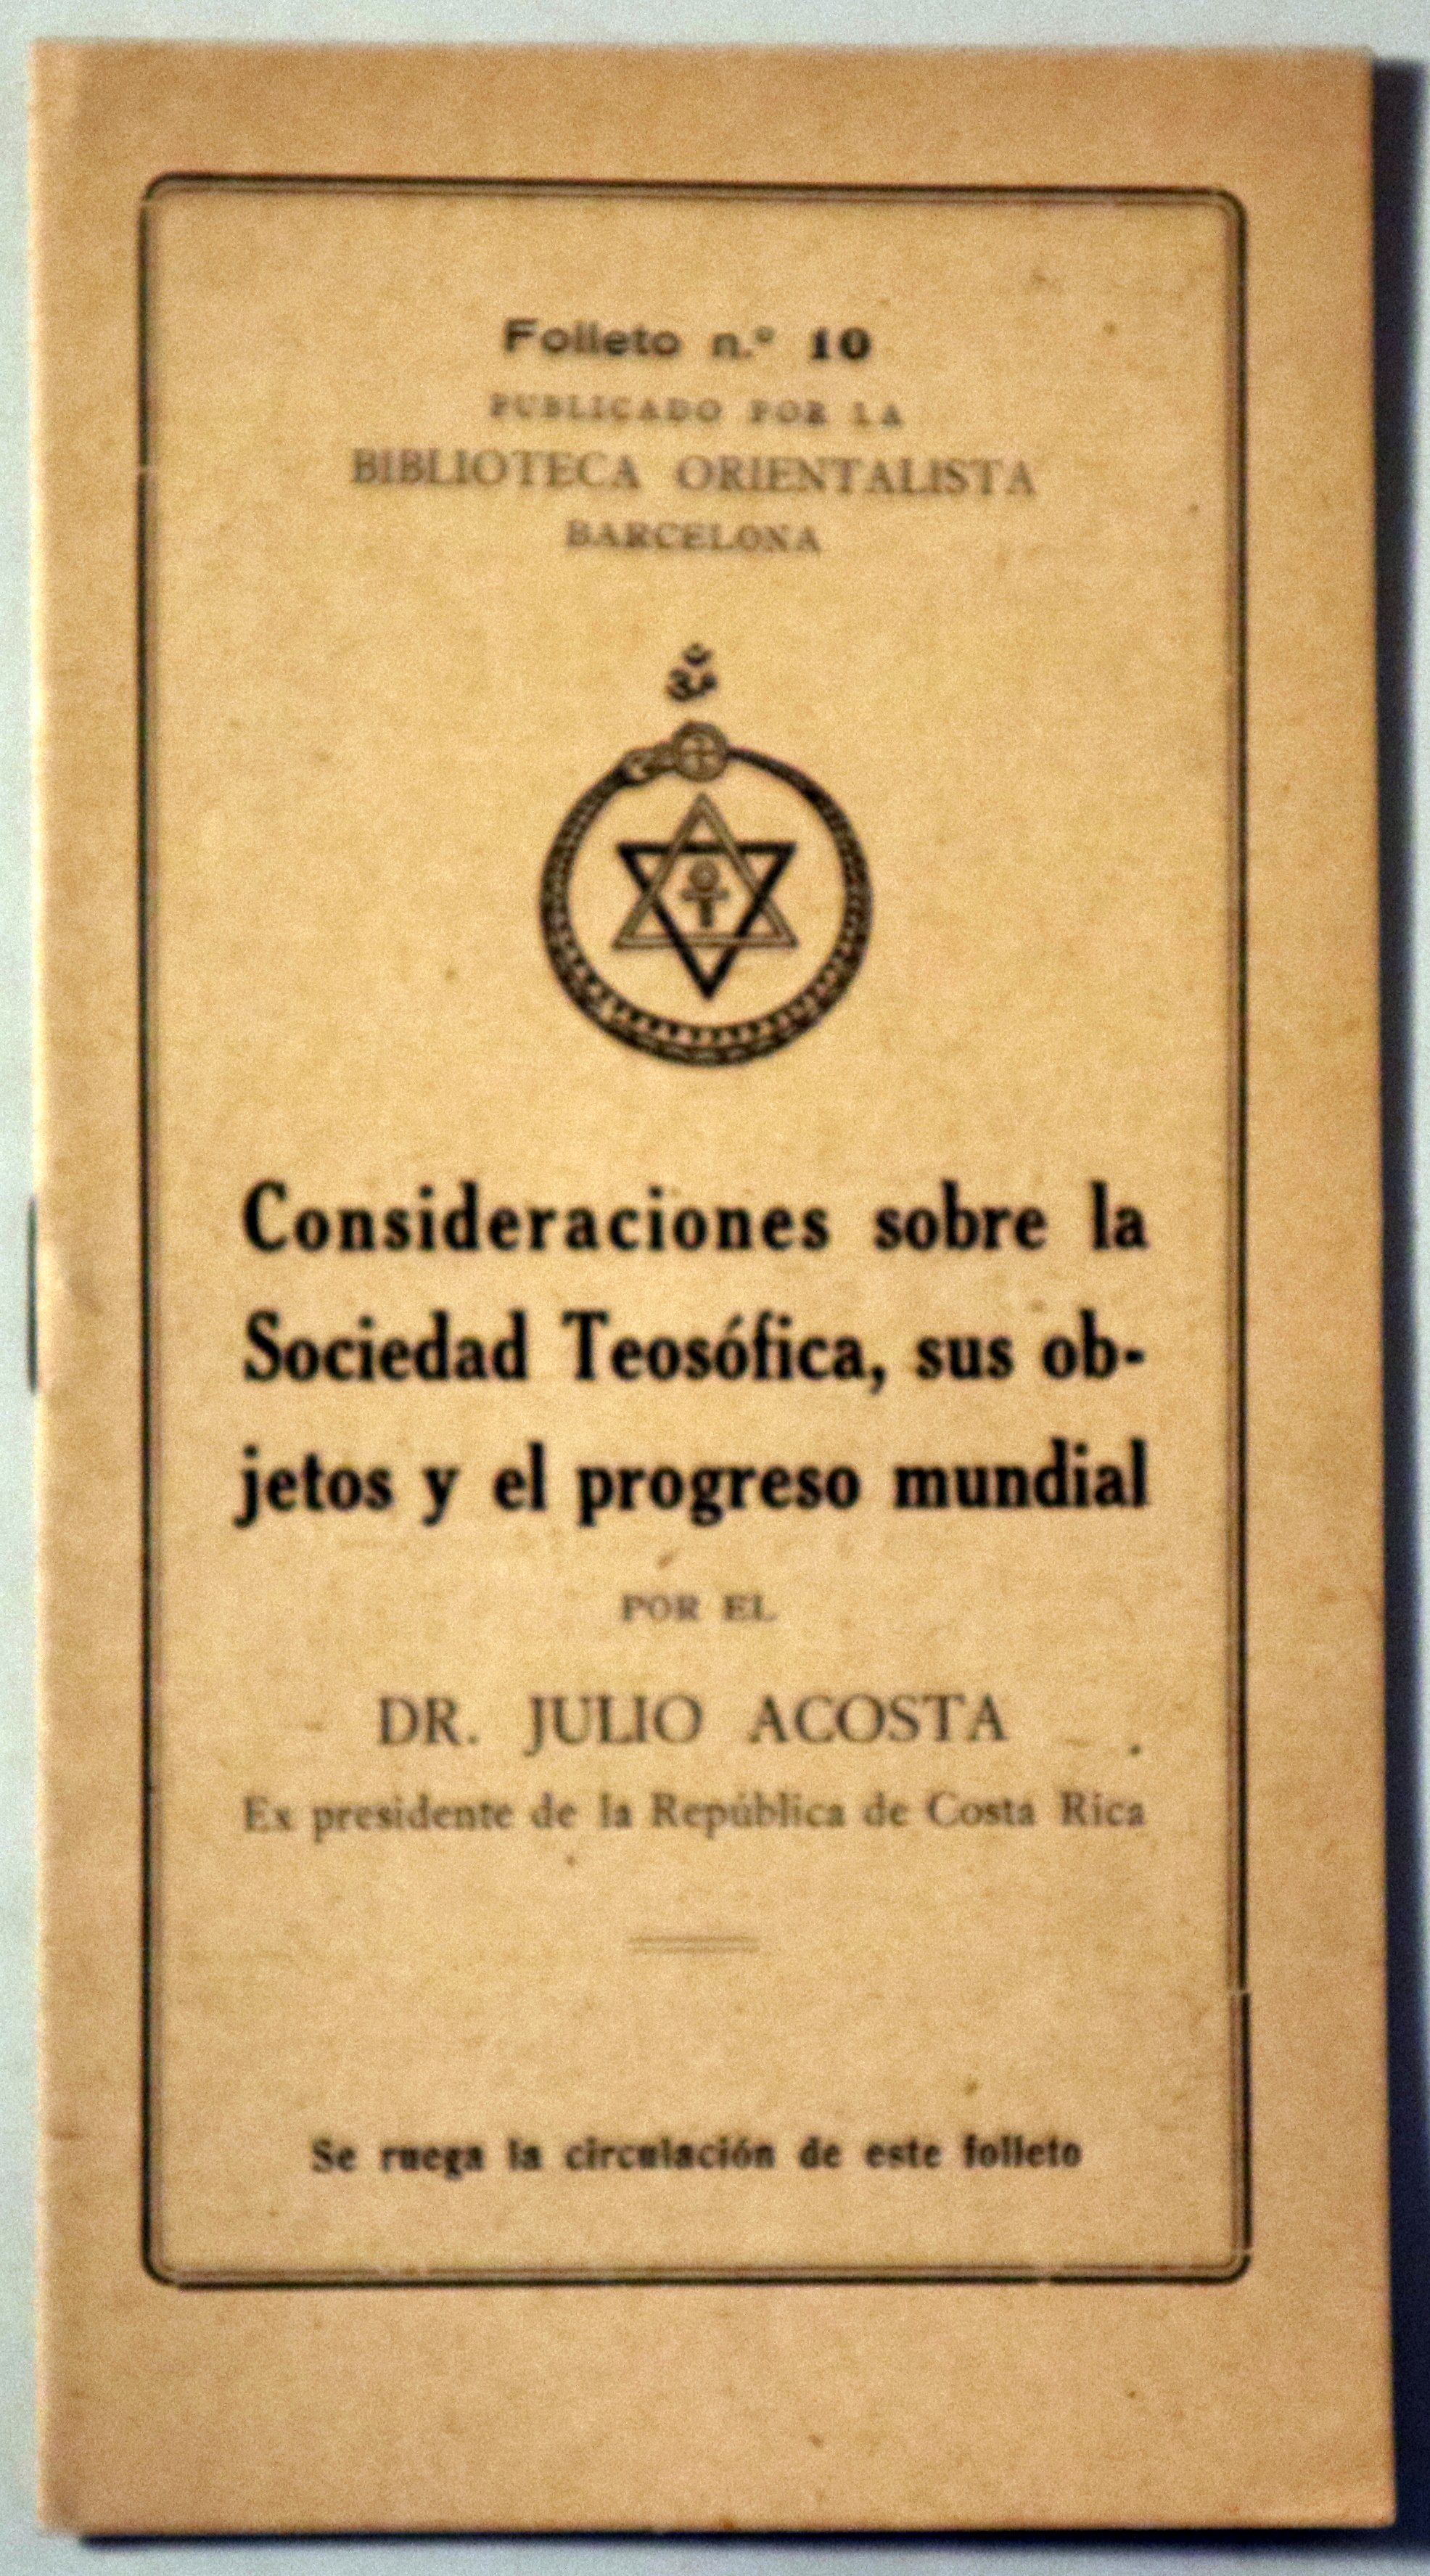 Folleto n.° 10
PUBLICADO POR LA
BIBLIOTECA ORIENTALISTA
BARCELONA
ॐ
Consideraciones sobre la
Sociedad Teosófica, sus ob-
jetos y el progreso mundial
POR EL
DR. JULIO ACOSTA
Ex presidente de la República de Costa Rica
Se ruega la circulación de este folleto